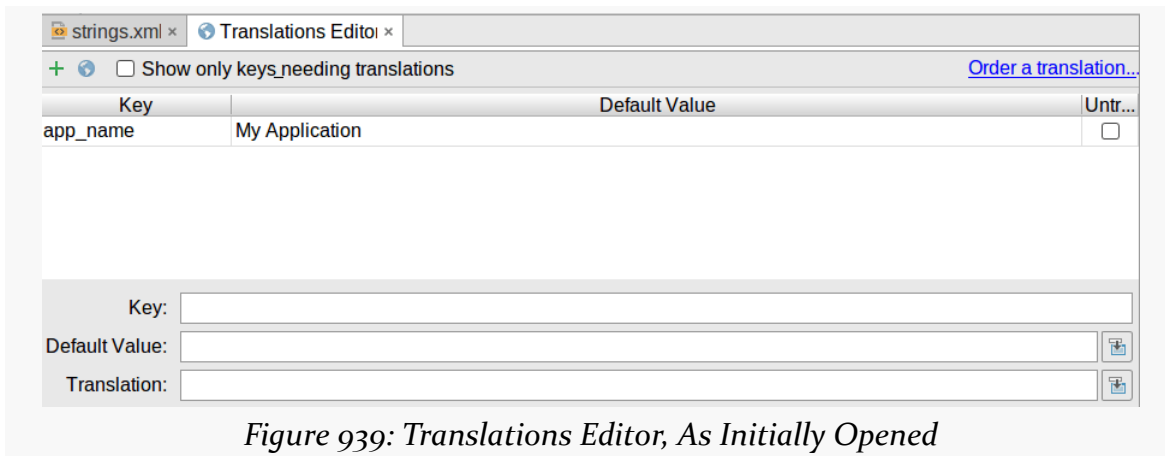 strings.xml × Translations Editor ×
+ Show only keys needing translations Order a translation...
Key Default Value Untr...
app_name My Application
Key:
Default Value:
Translation:
Figure 939: Translations Editor, As Initially Opened